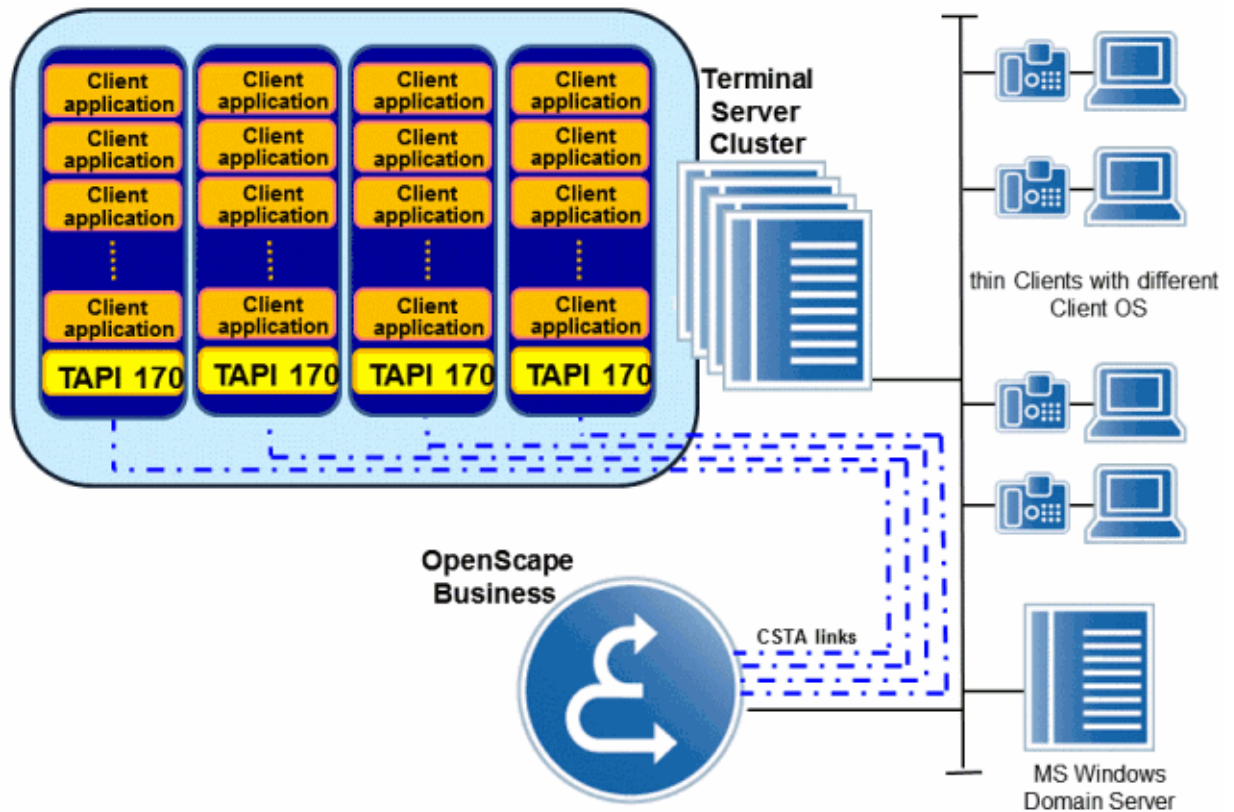 Client
application
Client
application
Client
application
Client
application
TAPI 170
Client
application
Client
application
Client
application
Client
application
TAPI 170
Client
application
Client
application
Client
application
Client
application
TAPI 170
Client
application
Client
application
Client
application
Client
application
TAPI 170
Terminal
Server
Cluster
thin Clients with different
Client OS
OpenScape
Business
CSTA links
MS Windows
Domain Server